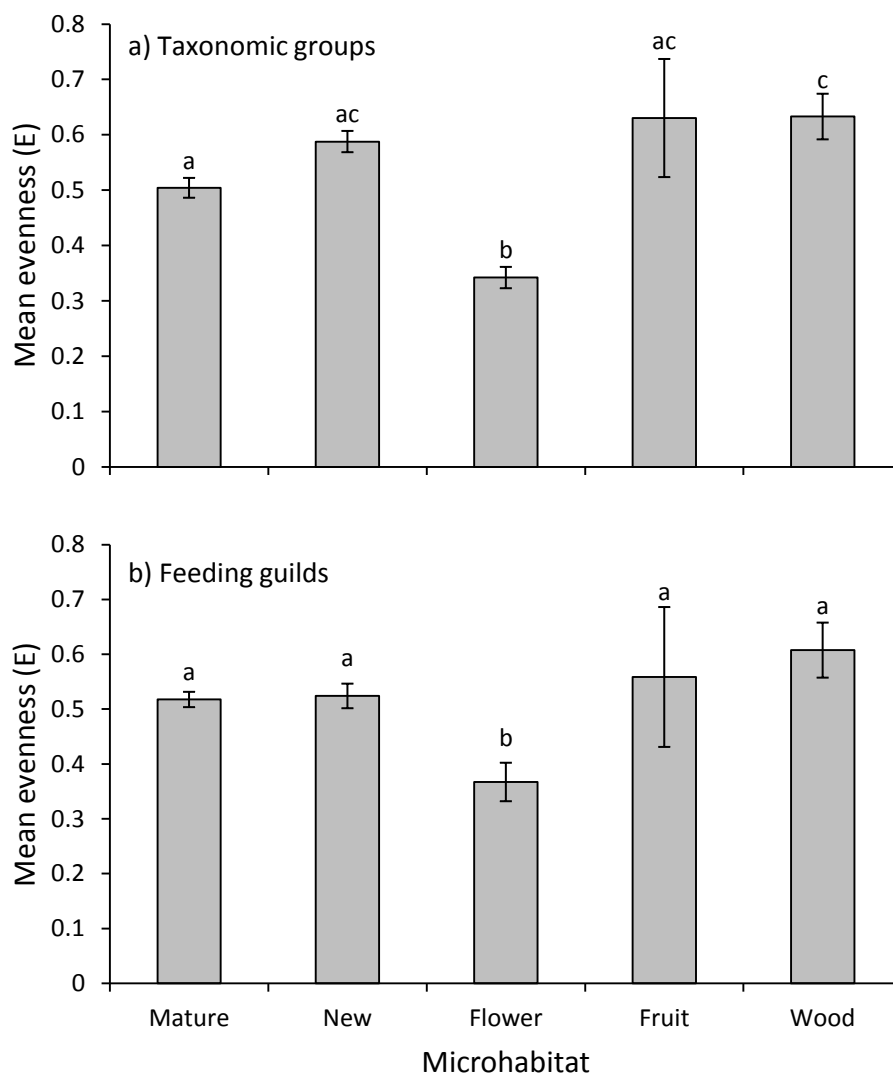 a) Taxonomic groups
Mean evenness (E)
0.8
0.7
0.6
0.5
0.4
0.3
0.2
0.1
0
a
ac
b
ac
c
b) Feeding guilds
Mean evenness (E)
0.8
0.7
0.6
0.5
0.4
0.3
0.2
0.1
0
a
a
b
a
a
Mature New Flower Fruit Wood
Microhabitat